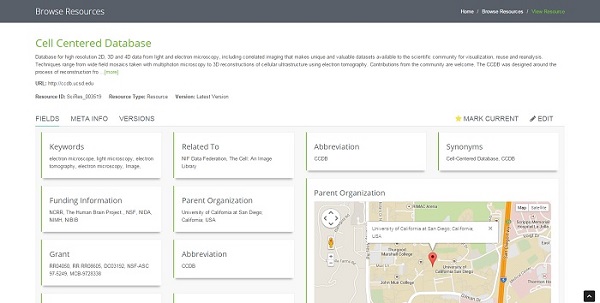 Browse Resources
Home / Browse Resources / View Resource
Cell Centered Database
Database for high resolution 2D, 3D and 4D data from light and electron microscopy, including correlated imaging that makes unique and valuable datasets available to the scientific community for visualization, reuse and reanalysis.
Techniques range from wide field mosaics taken with multiphoton microscopy to 3D reconstructions of cellular ultrastructure using electron tomography. Contributions from the community are welcome. The CCDB was designed around the
process of reconstruction fro... [more]
URL: http://ccdb.ucsd.edu
Resource ID: SciRes_000519 Resource Type: Resource Version: Latest Version
FIELDS META INFO VERSIONS
MARK CURRENT EDIT
Keywords
electron microscope, light microscopy, electron
tomography, electron microscopy, Image,
Related To
NIF Data Federation, The Cell: An Image
Library
Abbreviation
CCDB
Synonyms
Cell-Centered Database, CCDB
Funding Information
NCRR, The Human Brain Project, NSF, NIDA,
NIMH, NIBIB
Parent Organization
University of California at San Diego;
California; USA
Parent Organization
Map Satellite
University of California at San Diego; California;
USA
Thurgood
Marshall College
John Muir College
University of
California
San Diego
Grant
RR04050, RR RR08605, DC03192, NSF-ASC
97-5249, MCB-9728338
Abbreviation
CCDB